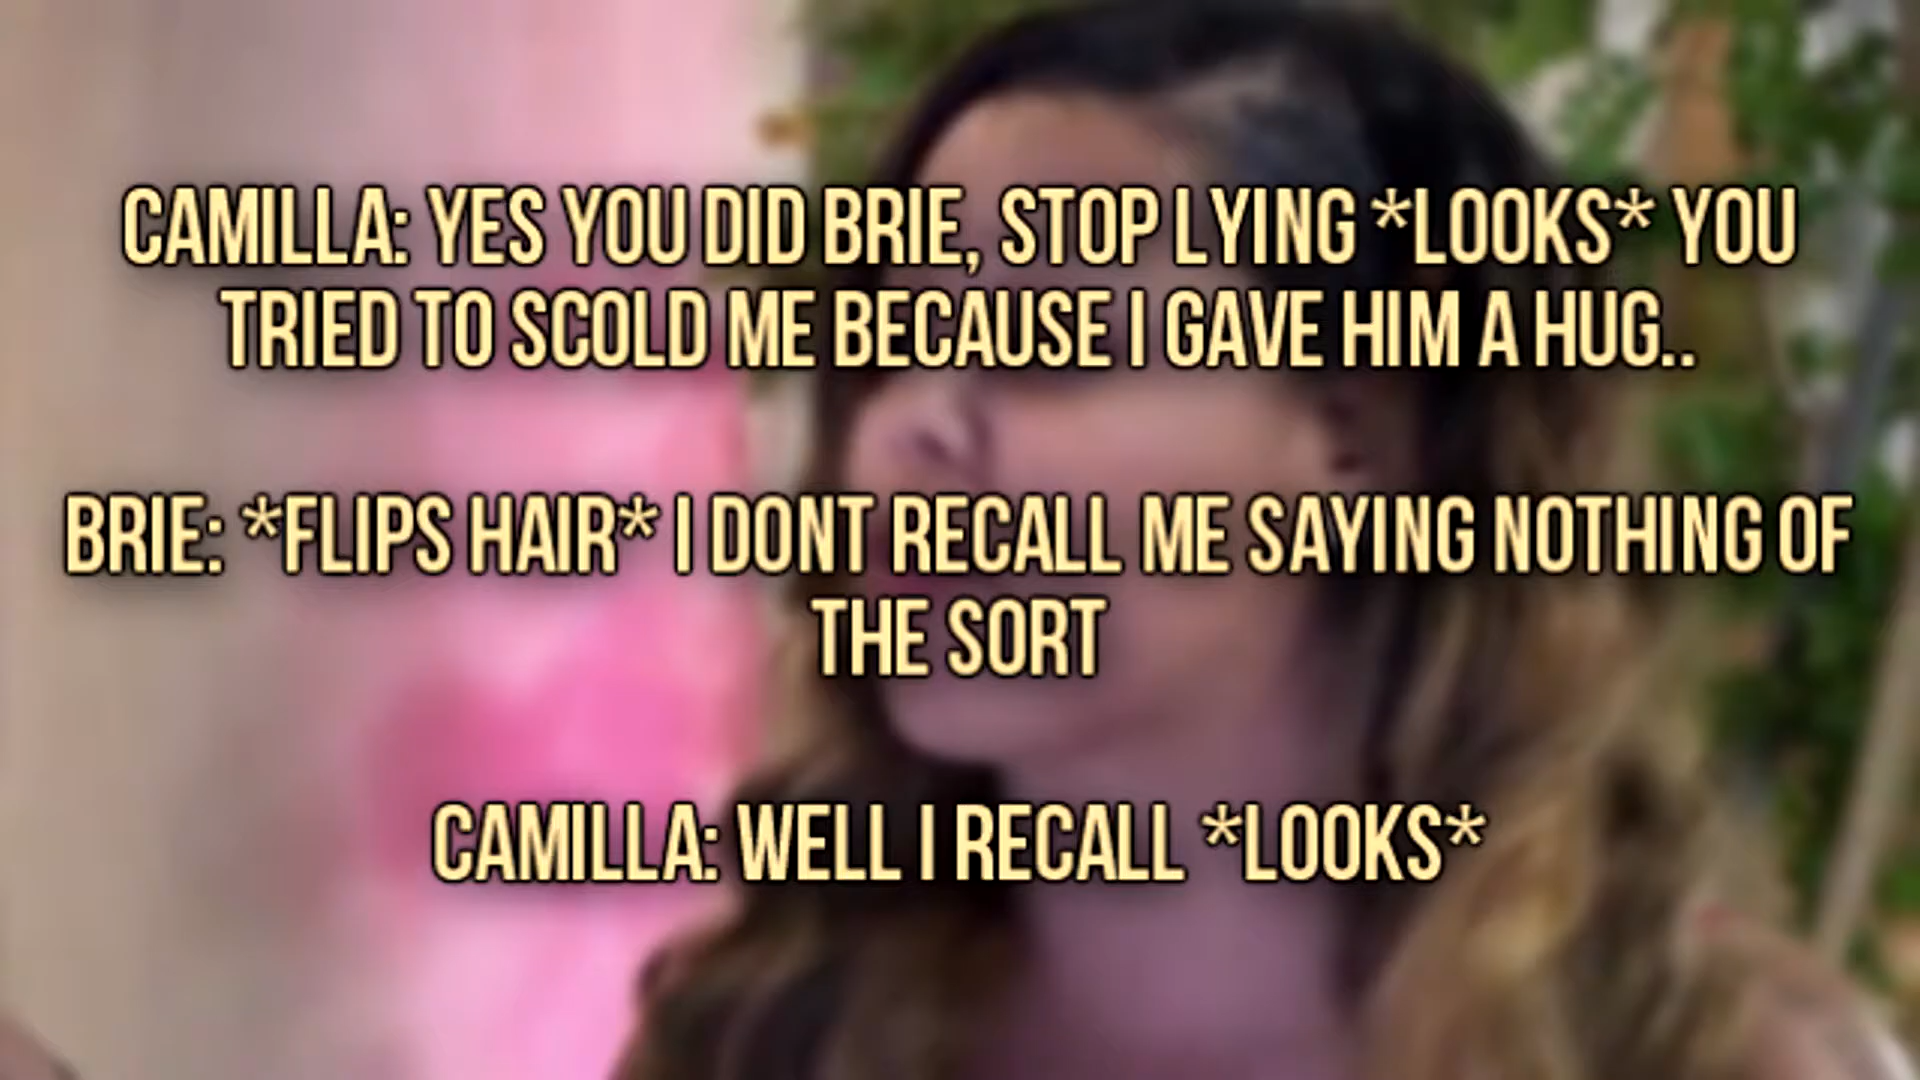 CAMILLA: YES YOU DID BRIE, STOP LYING *LOOKS* YOU
TRIED TO SCOLD ME BECAUSE I GAVE HIM A HUG..
BRIE: *FLIPS HAIR* I DONT RECALL ME SAYING NOTHING OF
THE SORT
CAMILLA: WELL I RECALL *LOOKS*